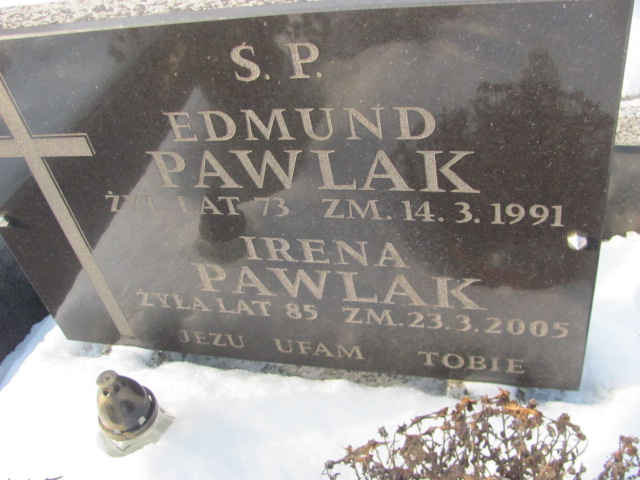 Ś. P.
EDMUND
PAWLAK
ŻYŁ LAT 73 ZM. 14.3.1991
IRENA
PAWLAK
ŻYŁA LAT 85 ZM. 23.3.2005
JEZU UFAM TOBIE